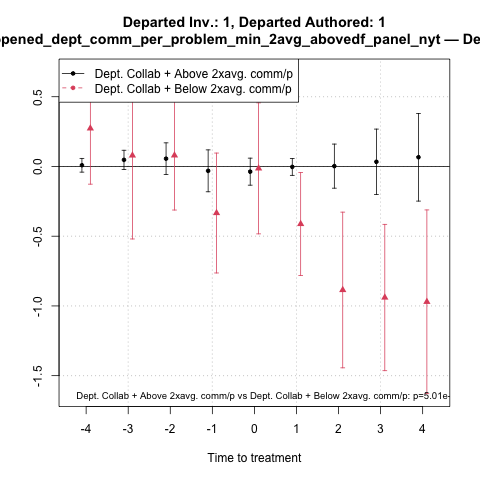 Departed Inv.: 1, Departed Authored: 1
opened_dept_comm_per_problem_min_2avg_abovedf_panel_nyt — De
Dept. Collab + Above 2xavg. comm/p
Dept. Collab + Below 2xavg. comm/p
0.5
0.0
-0.5
-1.0
-1.5
Dept. Collab + Above 2xavg. comm/p vs Dept. Collab + Below 2xavg. comm/p: p=5.01e-
-4 -3 -2 -1 0 1 2 3 4
Time to treatment